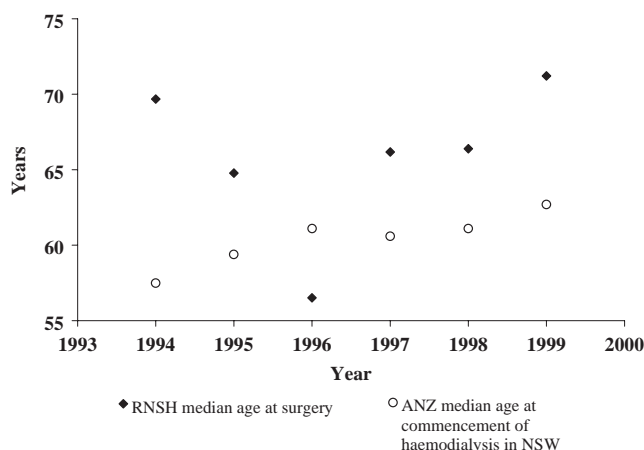 75
70
65
60
55
Years
1993 1994 1995 1996 1997 1998 1999 2000
Year
RNSH median age at surgery
ANZ median age at
commencement of
haemodialysis in NSW